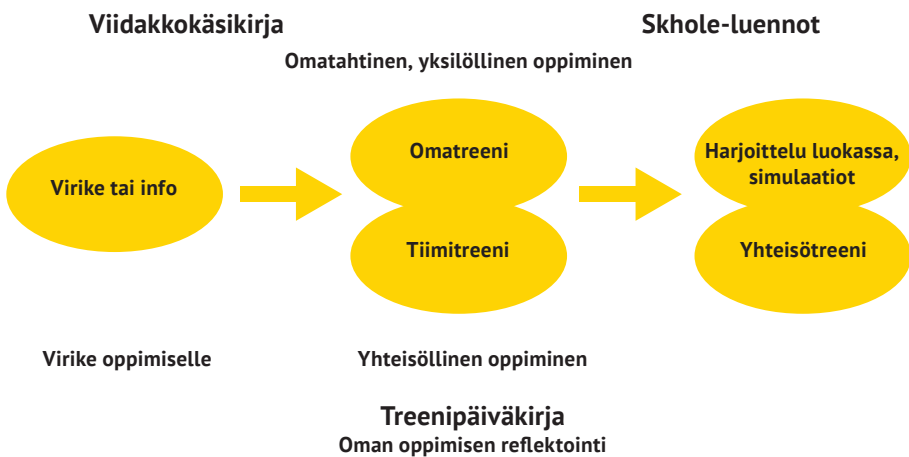 Viidakkokäsikirja
Skhole-luennot
Omatahtinen, yksilöllinen oppiminen
Virike tai info
Omatreeni
Tiimitreeni
Harjoittelu luokassa,
simulaatiot
Yhteisötreeni
Virike oppimiselle
Yhteisöllinen oppiminen
Treenipäiväkirja
Oman oppimisen reflektointi